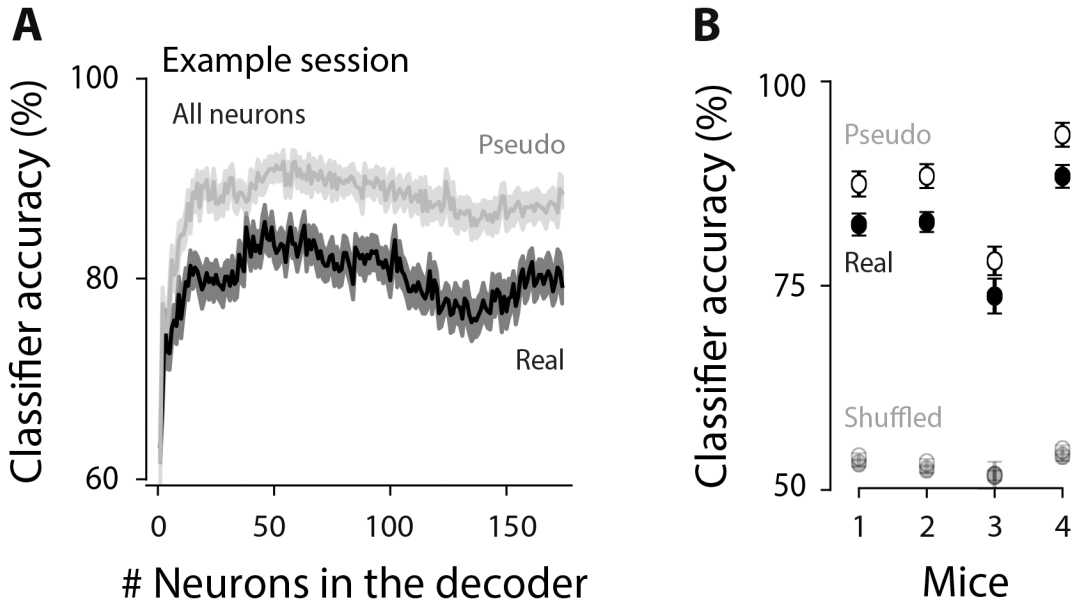 A
Example session
All neurons
Pseudo
Real
Classifier accuracy (%)
100
80
60
0
50
100
150
# Neurons in the decoder
B
Classifier accuracy (%)
100
75
50
Pseudo
Real
Shuffled
1
2
3
4
Mice